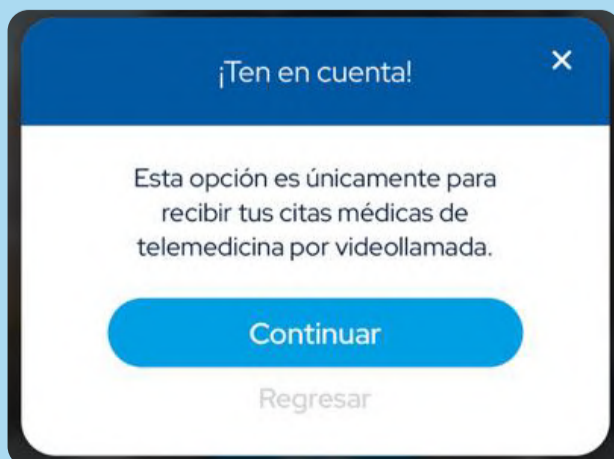 ¡Ten en cuenta!
Esta opción es únicamente para
recibir tus citas médicas de
telemedicina por videollamada.
Continuar
Regresar